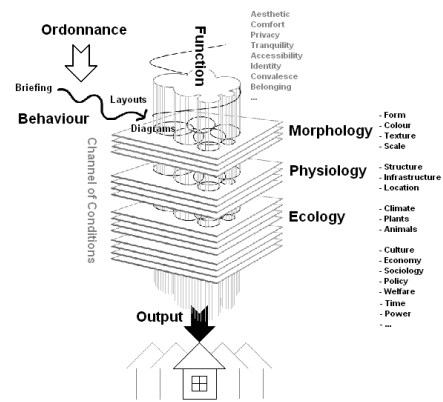 Ordonnance
Briefing
Layouts
Behaviour
Diagrams
Function
Aesthetic
Comfort
Privacy
Tranquility
Accessibility
Identity
Convalesce
Belonging
...
Channel of Conditions
Morphology
- Form
- Colour
- Texture
- Scale
Physiology
- Structure
- Infrastructure
- Location
Ecology
- Climate
- Plants
- Animals
- Culture
- Economy
- Sociology
- Policy
- Welfare
- Time
- Power
- ...
Output